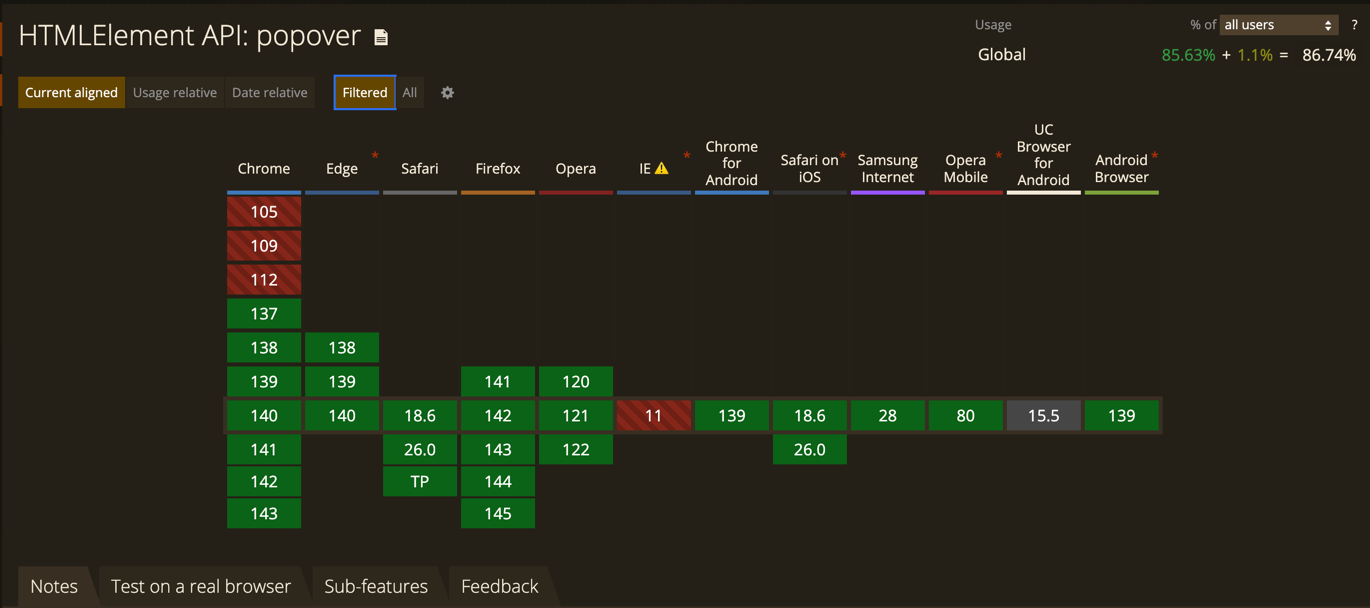 HTMLElement API: popover
Usage % of all users ?
Global 85.63% + 1.1% = 86.74%
Current aligned Usage relative Date relative Filtered All
Chrome Edge * Safari Firefox Opera IE * Chrome for Android Safari on iOS * Samsung Internet Opera Mobile * UC Browser for Android Android Browser *
105
109
112
137
138 138
139 139 141 120
140 140 18.6 142 121 11 139 18.6 28 80 15.5 139
141 26.0 143 122 26.0
142 TP 144
143 145
Notes Test on a real browser Sub-features Feedback